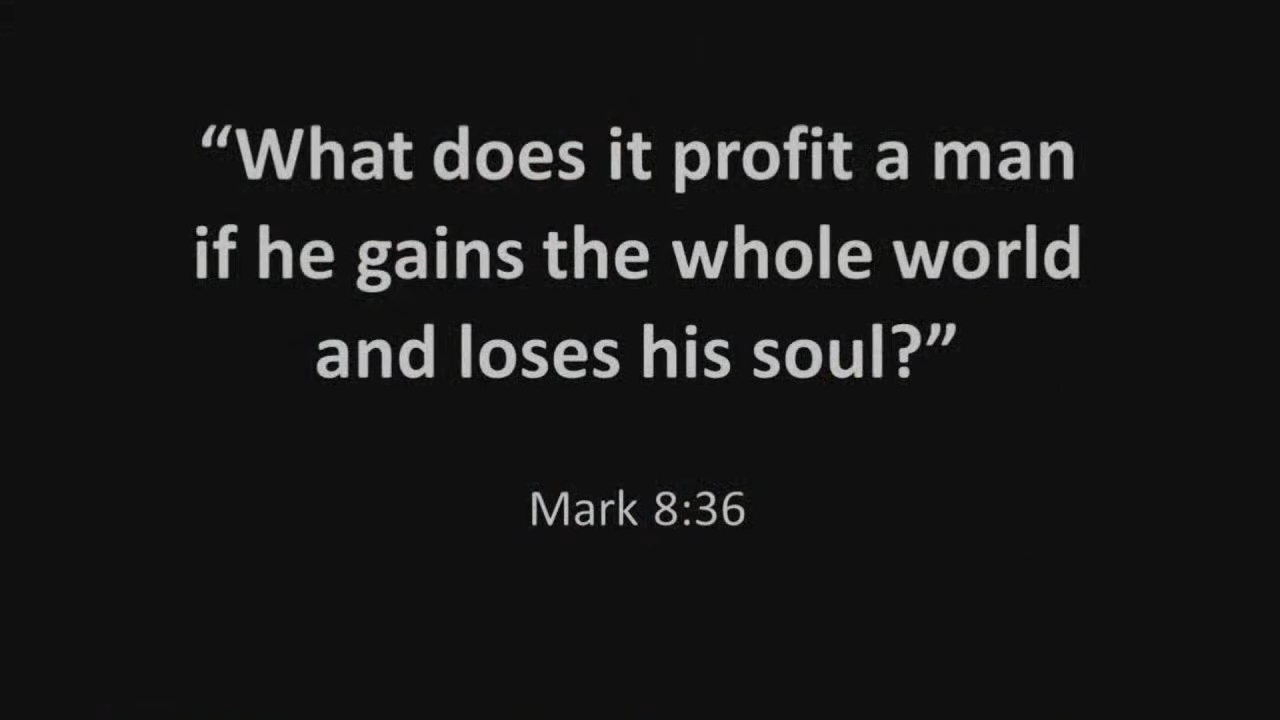 “What does it profit a man
if he gains the whole world
and loses his soul?”
Mark 8:36